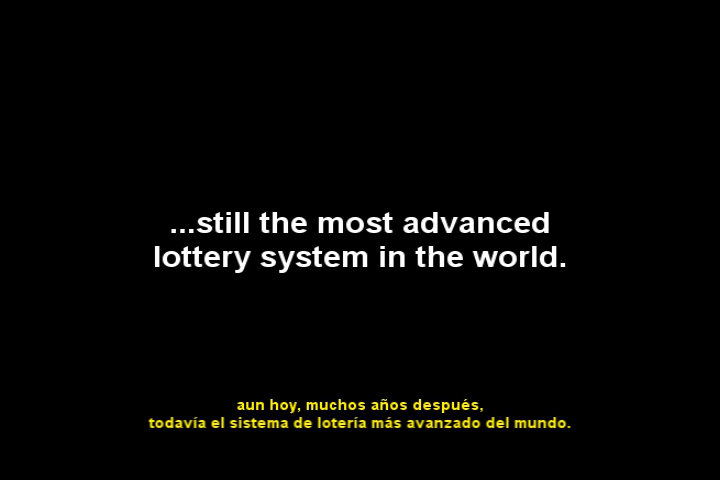 ...still the most advanced
lottery system in the world.
aun hoy, muchos años después,
todavía el sistema de lotería más avanzado del mundo.